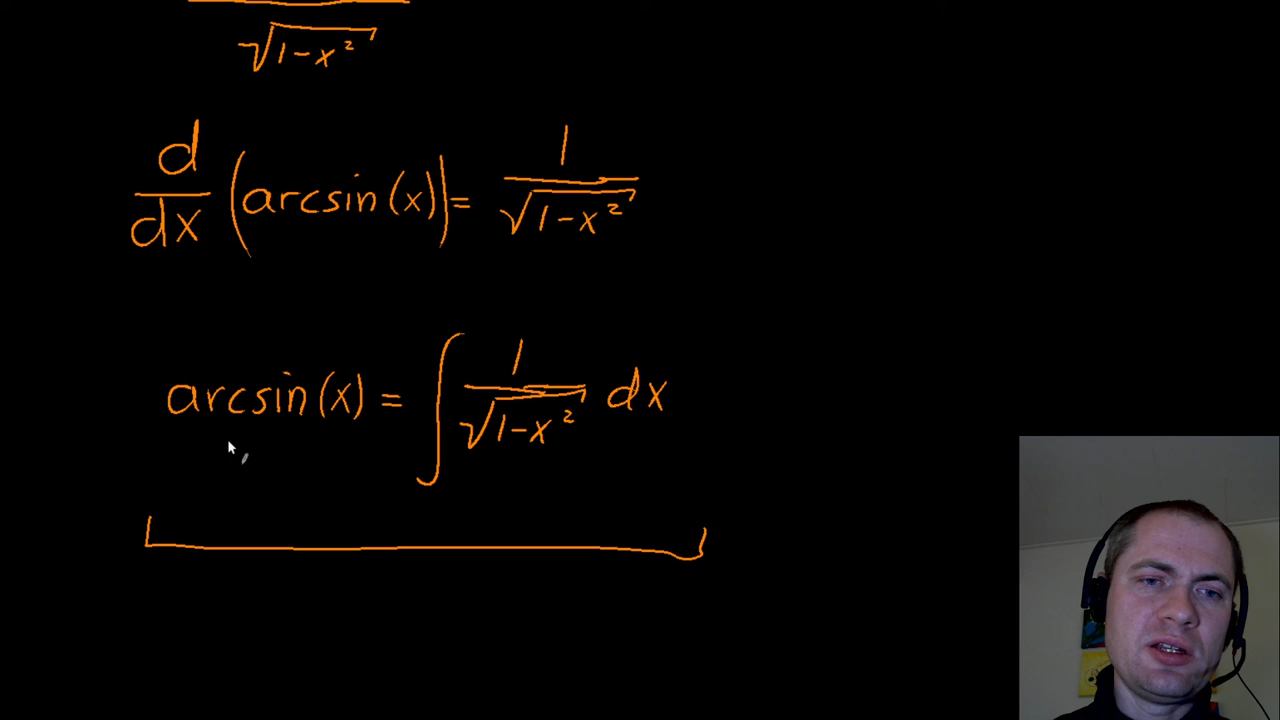 √(1-x²)
d/dx (arcsin(x)) = 1/√(1-x²)
arcsin(x) = ∫ 1/√(1-x²) dx